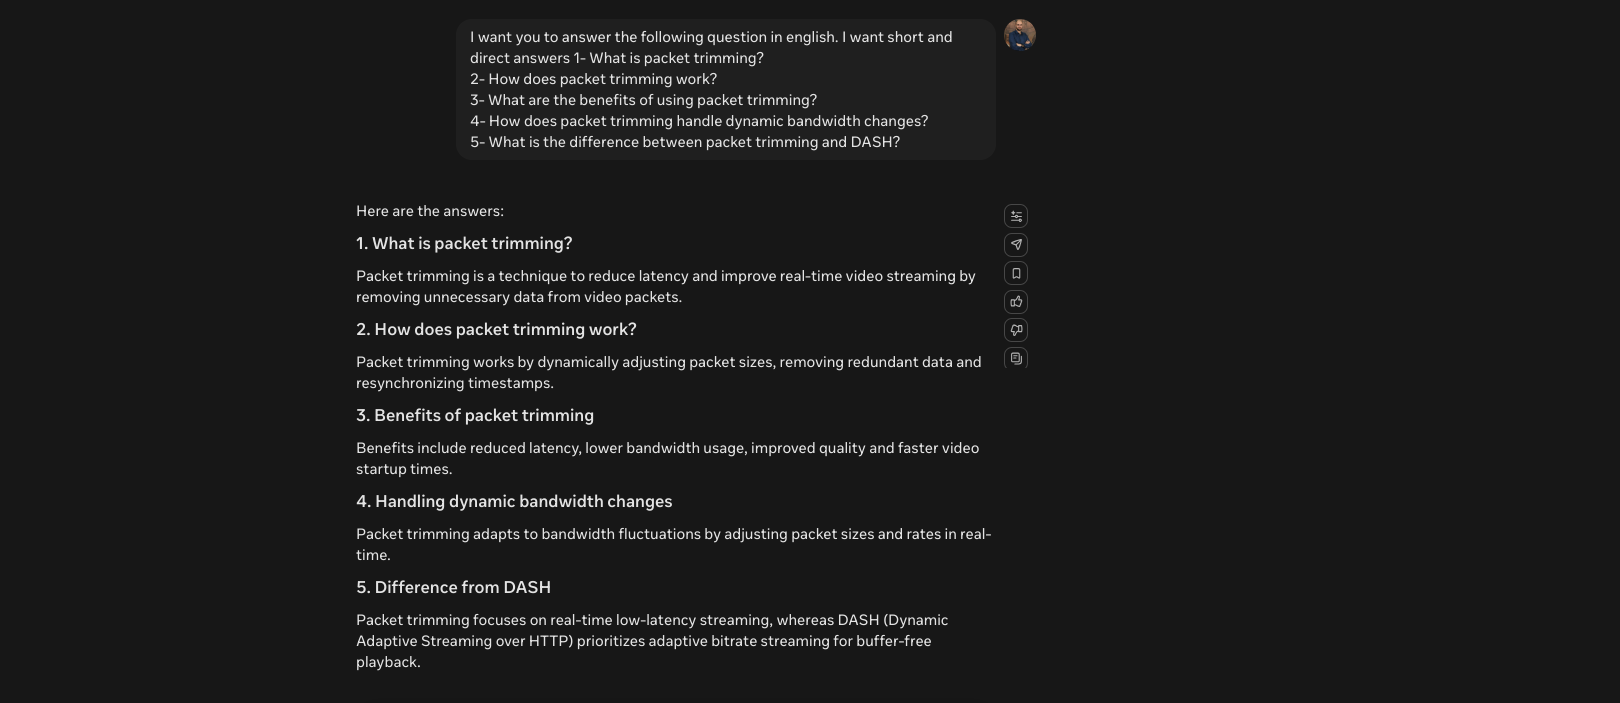 I want you to answer the following question in english. I want short and
direct answers 1- What is packet trimming?
2- How does packet trimming work?
3- What are the benefits of using packet trimming?
4- How does packet trimming handle dynamic bandwidth changes?
5- What is the difference between packet trimming and DASH?
Here are the answers:
1. What is packet trimming?
Packet trimming is a technique to reduce latency and improve real-time video streaming by
removing unnecessary data from video packets.
2. How does packet trimming work?
Packet trimming works by dynamically adjusting packet sizes, removing redundant data and
resynchronizing timestamps.
3. Benefits of packet trimming
Benefits include reduced latency, lower bandwidth usage, improved quality and faster video
startup times.
4. Handling dynamic bandwidth changes
Packet trimming adapts to bandwidth fluctuations by adjusting packet sizes and rates in real-
time.
5. Difference from DASH
Packet trimming focuses on real-time low-latency streaming, whereas DASH (Dynamic
Adaptive Streaming over HTTP) prioritizes adaptive bitrate streaming for buffer-free
playback.